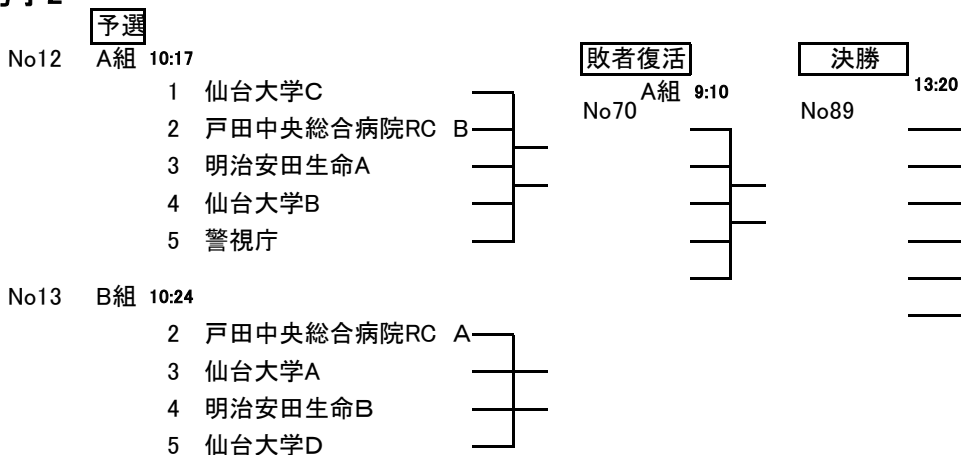 予選
No12 A組 10:17
1 仙台大学C
2 戸田中央総合病院RC B
3 明治安田生命A
4 仙台大学B
5 警視庁
No13 B組 10:24
2 戸田中央総合病院RC A
3 仙台大学A
4 明治安田生命B
5 仙台大学D
敗者復活
A組 9:10
No70
決勝
13:20
No89